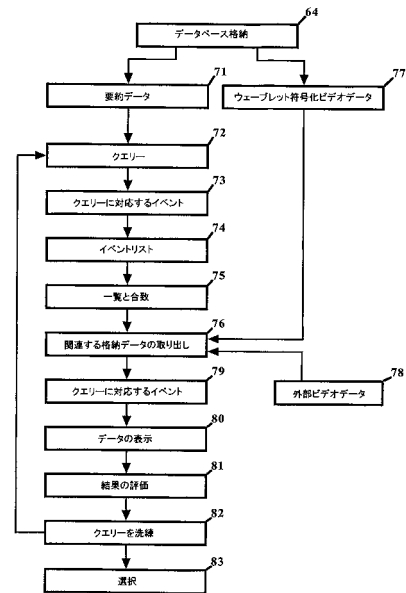 64
データベース格納
71
要約データ
77
ウェーブレット符号化ビデオデータ
72
クエリー
73
クエリーに対応するイベント
74
イベントリスト
75
一覧と合致
76
関連する格納データの取り出し
79
クエリーに対応するイベント
78
外部ビデオデータ
80
データの表示
81
結果の評価
82
クエリーを洗練
83
選択